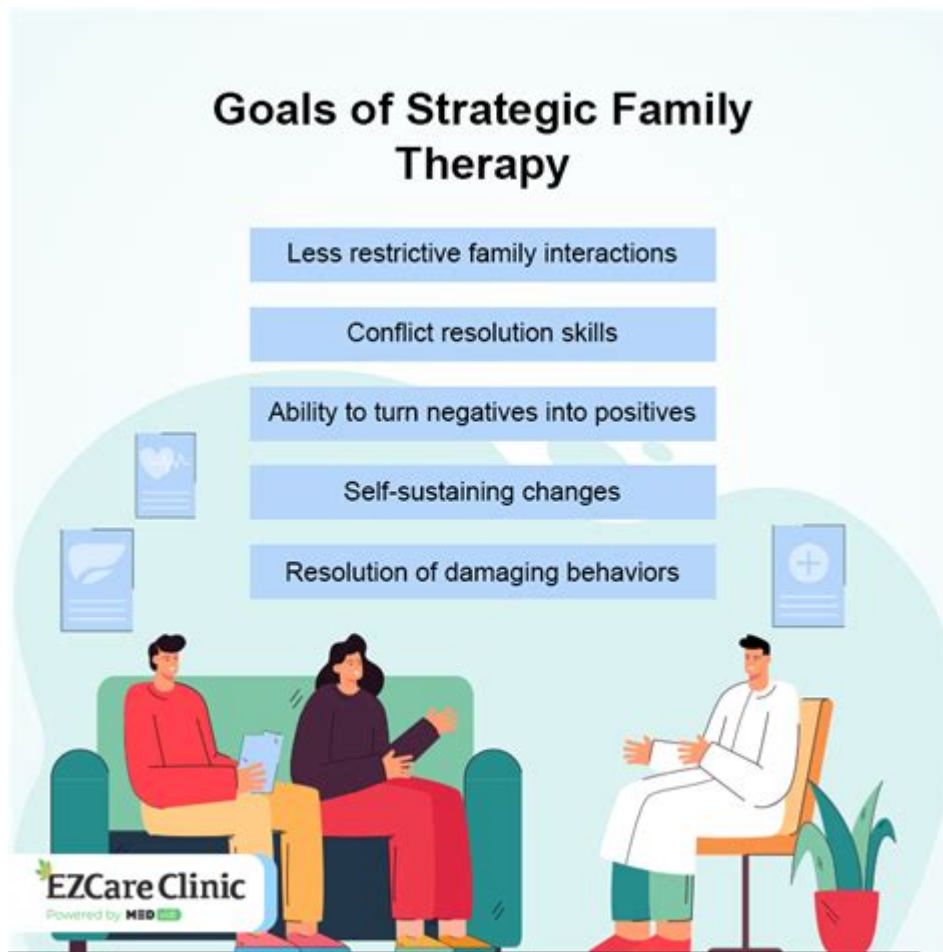 Goals of Strategic Family
Therapy
Less restrictive family interactions
Conflict resolution skills
Ability to turn negatives into positives
Self-sustaining changes
Resolution of damaging behaviors
EZCare Clinic
Powered by MED